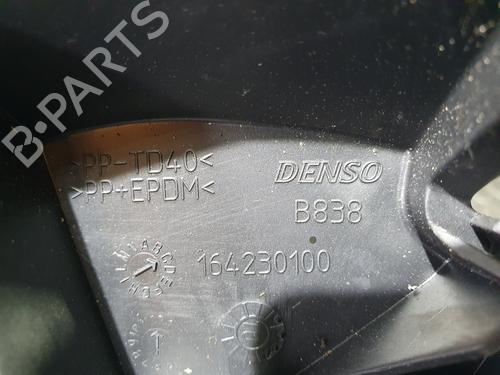 B-PARTS
>PP-TD40<
>PP+EPDM<
DENSO
B838
164230100